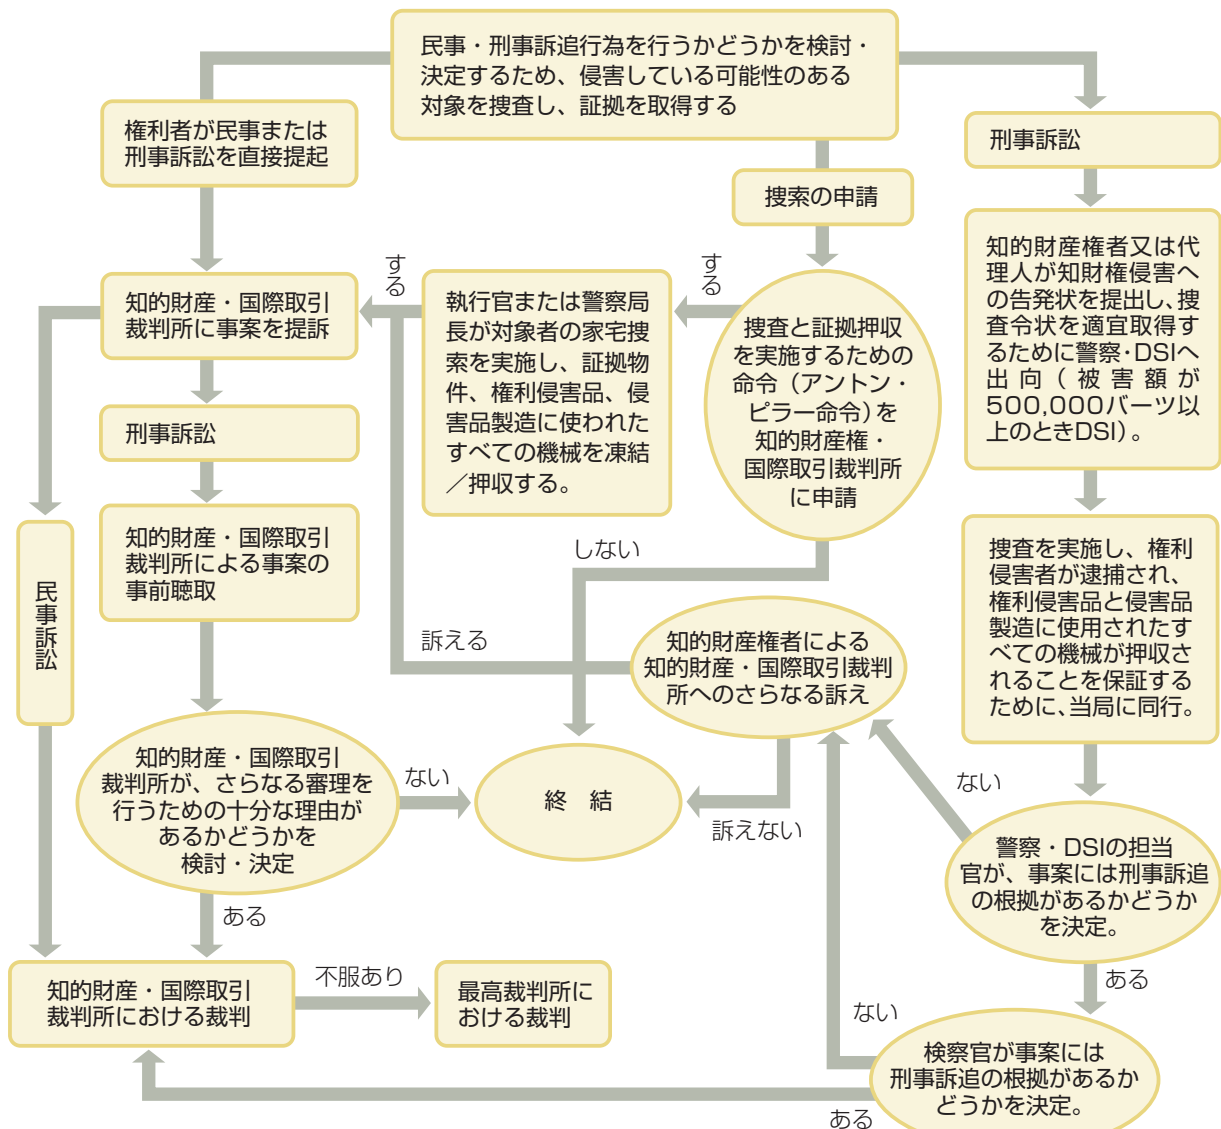 民事・刑事訴追行為を行うかどうかを検討・
決定するため、侵害している可能性のある
対象を捜査し、証拠を取得する
権利者が民事または
刑事訴訟を直接提起
捜索の申請
刑事訴訟
知的財産権者又は代
理人が知財権侵害へ
の告発状を提出し、捜
査令状を適宜取得す
るために警察・DSIへ
出向(被害額が
500,000バーツ以
上のときDSI)。
知的財産・国際取引
裁判所に事案を提訴
する
執行官または警察局
長が対象者の家宅捜
索を実施し、証拠物
件、権利侵害品、侵
害品製造に使われた
すべての機械を凍結
／押収する。
する
捜査と証拠押収
を実施するための
命令（アントン・
ピラー命令）を
知的財産権・
国際取引裁判所
に申請
刑事訴訟
知的財産・国際取引
裁判所による事案の
事前聴取
民事訴訟
しない
捜査を実施し、権利
侵害者が逮捕され、
権利侵害品と侵害品
製造に使用されたす
べての機械が押収さ
れることを保証する
ために、当局に同行。
訴える
知的財産権者による
知的財産・国際取引裁判
所へのさらなる訴え
知的財産・国際取引
裁判所が、さらなる審理を
行うための十分な理由が
あるかどうかを
検討・決定
ない
終　結
訴えない
ない
警察・DSIの担当
官が、事案には刑事訴追
の根拠があるかどうか
を決定。
ある
ある
知的財産・国際取引
裁判所における裁判
不服あり
最高裁判所に
おける裁判
ない
検察官が事案には
刑事訴追の根拠があるか
どうかを決定。
ある